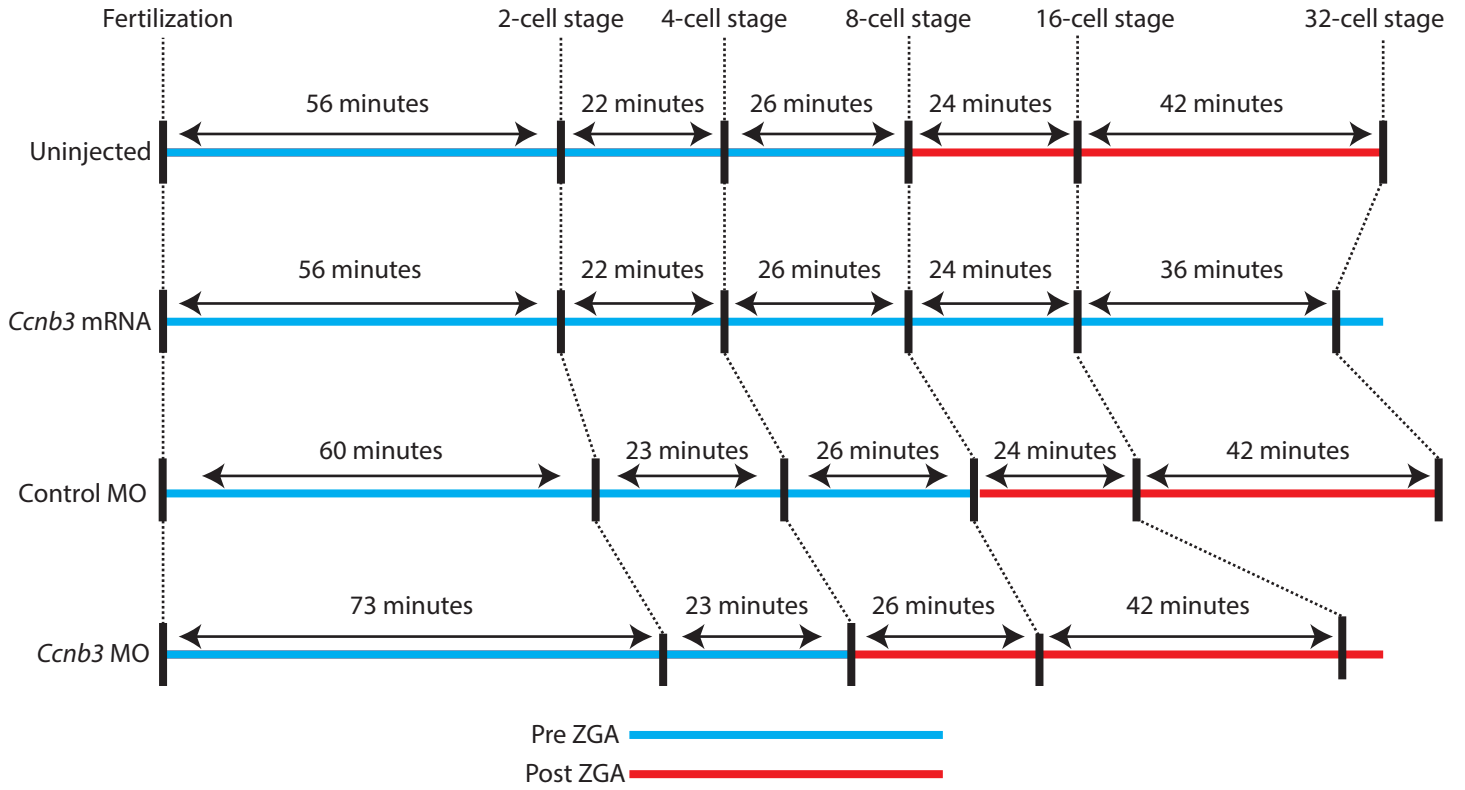 Fertilization
2-cell stage
4-cell stage
8-cell stage
16-cell stage
32-cell stage
56 minutes
22 minutes
26 minutes
24 minutes
42 minutes
Uninjected
56 minutes
22 minutes
26 minutes
24 minutes
36 minutes
Ccnb3 mRNA
60 minutes
23 minutes
26 minutes
24 minutes
42 minutes
Control MO
73 minutes
23 minutes
26 minutes
42 minutes
Ccnb3 MO
Pre ZGA
Post ZGA